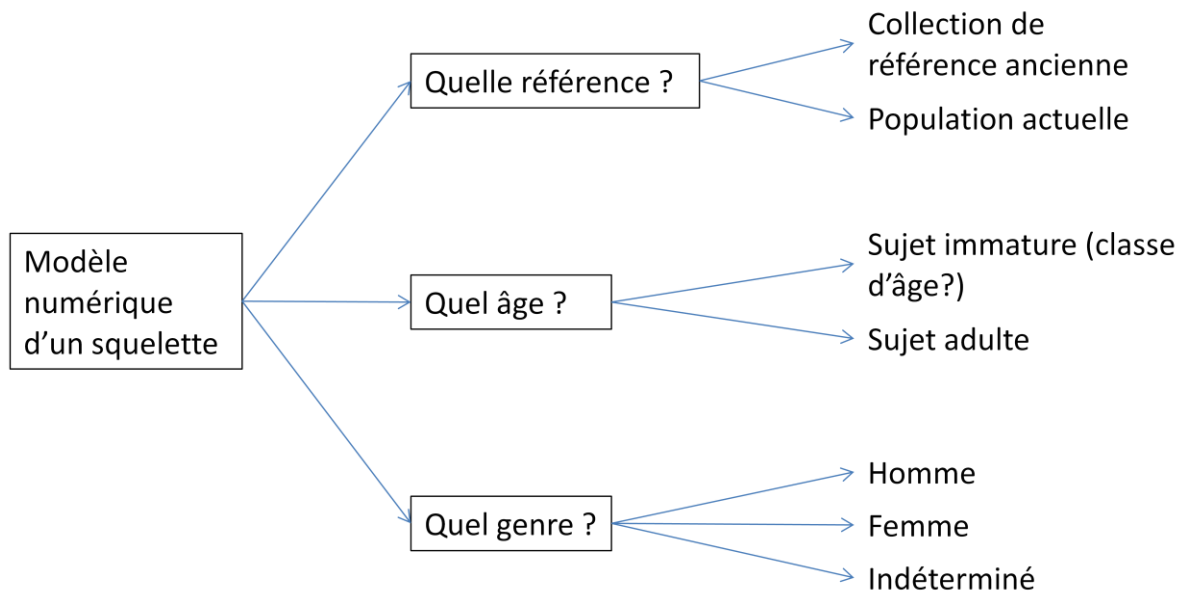 Modèle
numérique
d'un squelette
Quelle référence ?
Collection de
référence ancienne
Population actuelle
Quel âge ?
Sujet immature (classe
d'âge?)
Sujet adulte
Quel genre ?
Homme
Femme
Indéterminé